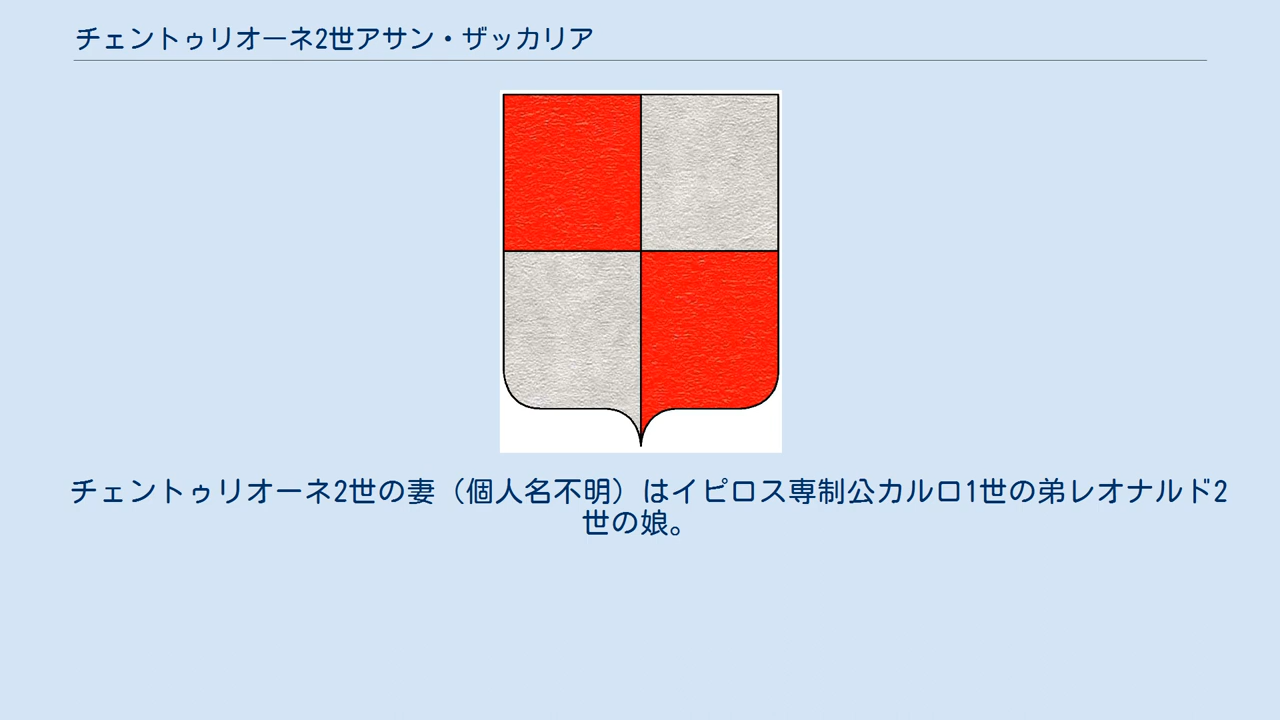 チェントゥリオーネ2世アサン・ザッカリア
チェントゥリオーネ2世の妻（個人名不明）はイピロス専制公カルロ1世の弟レオナルド2
世の娘。